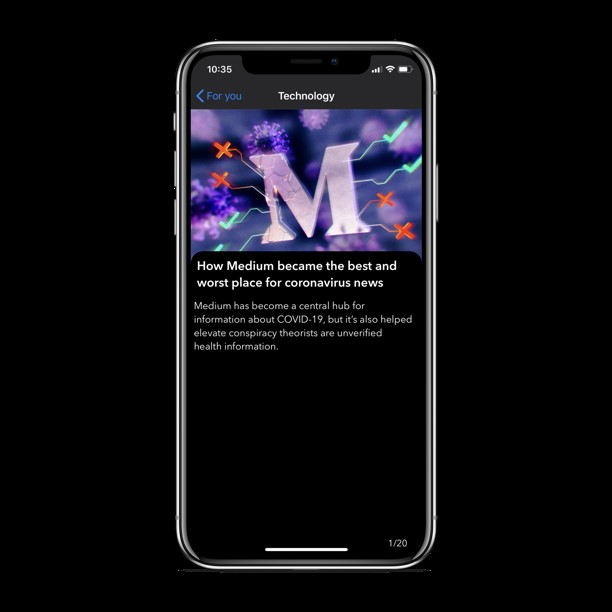 10:35
For you
Technology
M
How Medium became the best and
worst place for coronavirus news
Medium has become a central hub for
information about COVID-19, but it's also helped
elevate conspiracy theorists are unverified
health information.
1/20